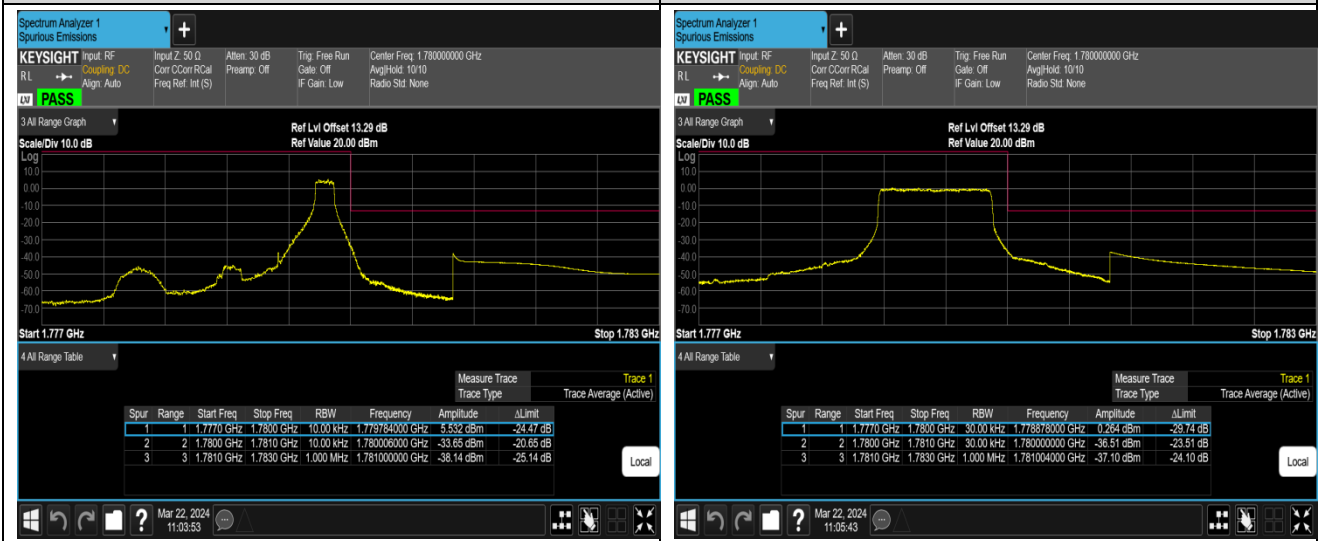 Spectrum Analyzer 1
Spurious Emissions
+
KEYSIGHT Input: RF Input Z: 50 Ω Atten: 30 dB Trig: Free Run Center Freq: 1.780000000 GHz
RL Coupling: DC Corr CCorr RCal Preamp: Off Gate: Off Avg|Hold: 10/10
Align: Auto Freq Ref: Int (S) IF Gain: Low Radio Std: None
LXI PASS
3 All Range Graph
Ref Lvl Offset 13.29 dB
Scale/Div 10.0 dB Ref Value 20.00 dBm
Log
10.0
0.00
-10.0
-20.0
-30.0
-40.0
-50.0
-60.0
-70.0
Start 1.777 GHz Stop 1.783 GHz
4 All Range Table
Measure Trace Trace 1
Trace Type Trace Average (Active)
Spur Range Start Freq Stop Freq RBW Frequency Amplitude ΔLimit
1 1 1.7770 GHz 1.7800 GHz 10.00 kHz 1.779784000 GHz 5.532 dBm -24.47 dB
2 2 1.7800 GHz 1.7810 GHz 10.00 kHz 1.780006000 GHz -33.65 dBm -20.65 dB
3 3 1.7810 GHz 1.7830 GHz 1.000 MHz 1.781000000 GHz -38.14 dBm -25.14 dB
Local
?
Mar 22, 2024
11:03:53
Spectrum Analyzer 1
Spurious Emissions
+
KEYSIGHT Input: RF Input Z: 50 Ω Atten: 30 dB Trig: Free Run Center Freq: 1.780000000 GHz
RL Coupling: DC Corr CCorr RCal Preamp: Off Gate: Off Avg|Hold: 10/10
Align: Auto Freq Ref: Int (S) IF Gain: Low Radio Std: None
LXI PASS
3 All Range Graph
Ref Lvl Offset 13.29 dB
Scale/Div 10.0 dB Ref Value 20.00 dBm
Log
10.0
0.00
-10.0
-20.0
-30.0
-40.0
-50.0
-60.0
-70.0
Start 1.777 GHz Stop 1.783 GHz
4 All Range Table
Measure Trace Trace 1
Trace Type Trace Average (Active)
Spur Range Start Freq Stop Freq RBW Frequency Amplitude ΔLimit
1 1 1.7770 GHz 1.7800 GHz 30.00 kHz 1.778878000 GHz 0.264 dBm -29.74 dB
2 2 1.7800 GHz 1.7810 GHz 30.00 kHz 1.780000000 GHz -36.51 dBm -23.51 dB
3 3 1.7810 GHz 1.7830 GHz 1.000 MHz 1.781004000 GHz -37.10 dBm -24.10 dB
Local
?
Mar 22, 2024
11:05:43